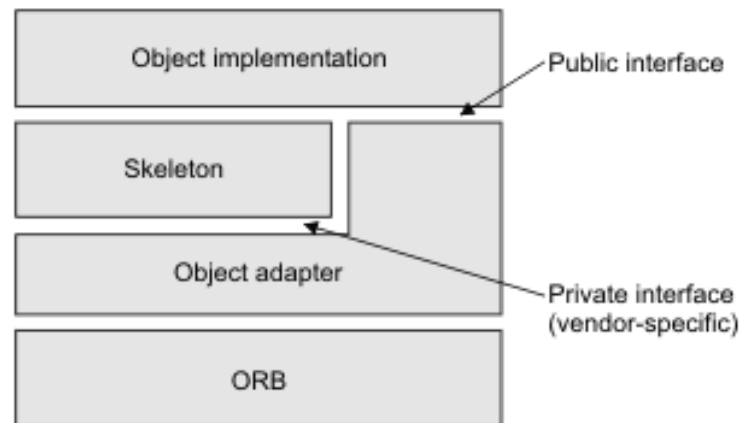 Object implementation
Public interface
Skeleton
Object adapter
Private interface
(vendor-specific)
ORB